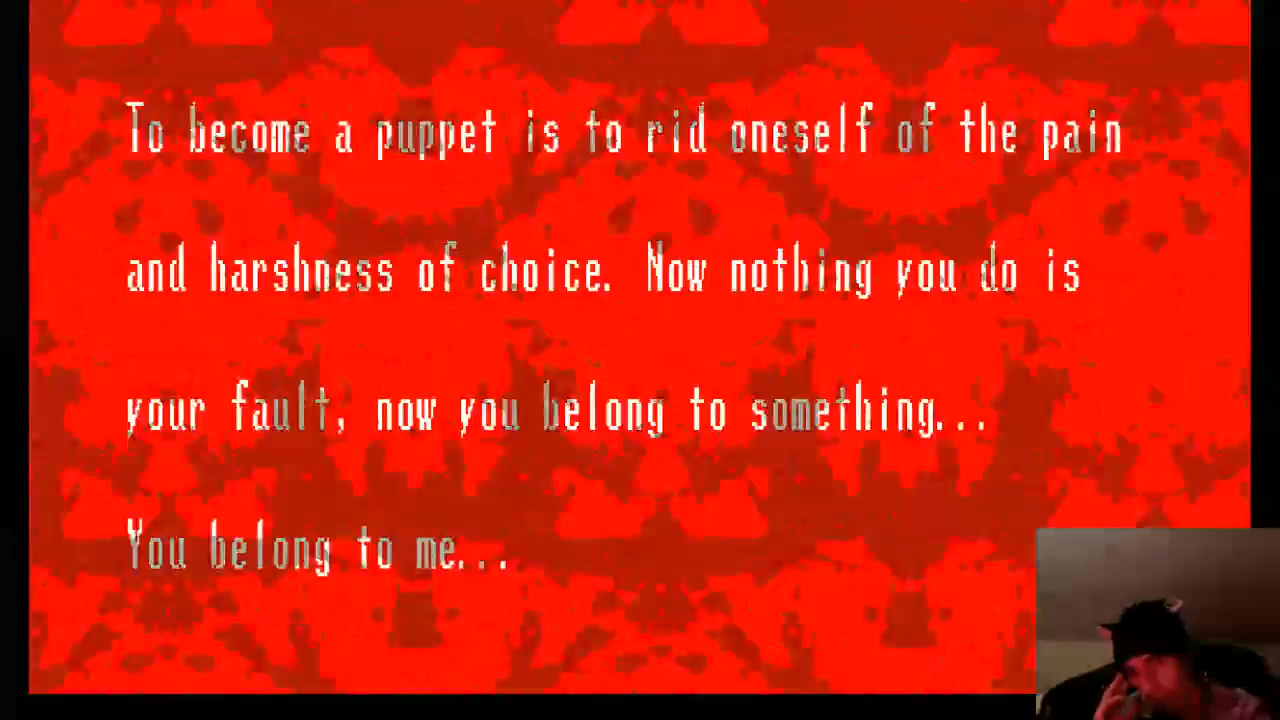 To become a puppet is to rid oneself of the pain
and harshness of choice. Now nothing you do is
your fault, now you belong to something...
You belong to me...